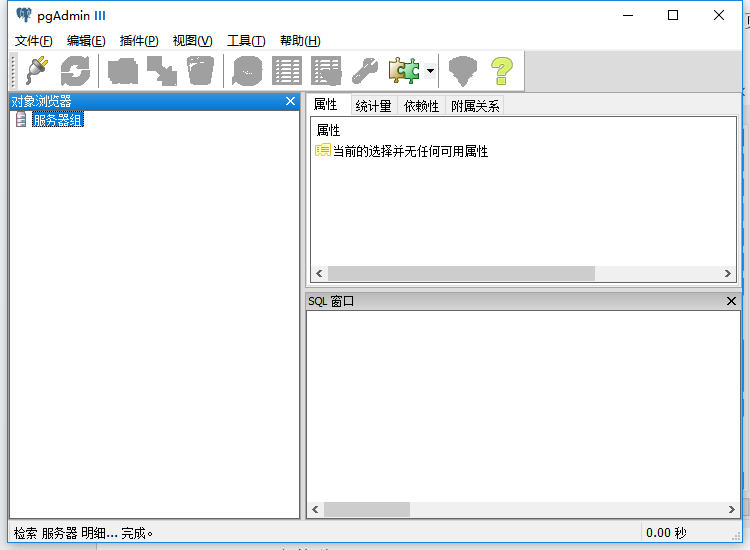 pgAdmin III
文件(F) 编辑(E) 插件(P) 视图(V) 工具(T) 帮助(H)
对象浏览器
服务器组
属性 统计量 依赖性 附属关系
属性
当前的选择并无任何可用属性
SQL 窗口
检索 服务器 明细... 完成。 0.00 秒